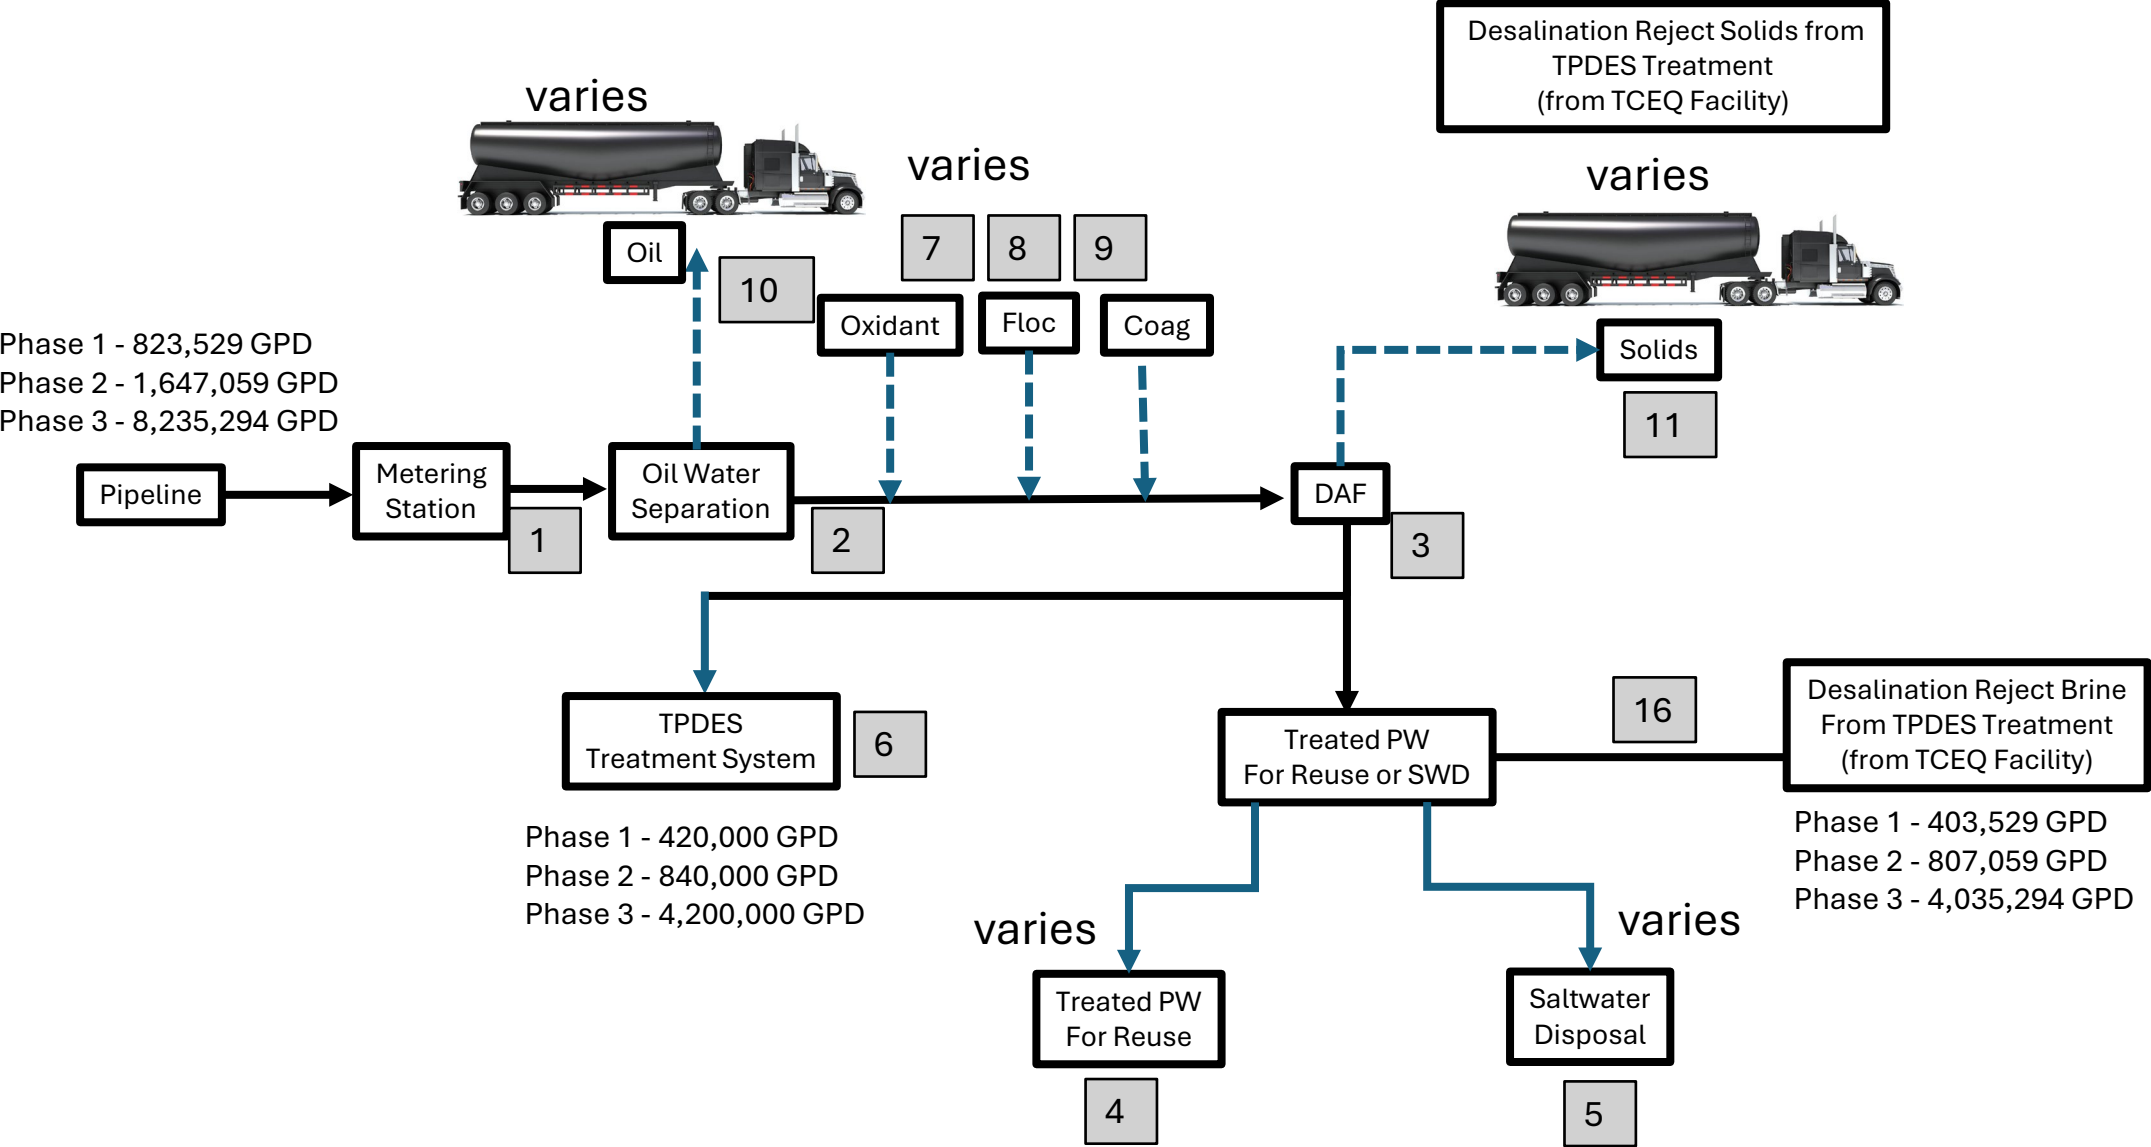 Desalination Reject Solids from
TPDES Treatment
(from TCEQ Facility)
varies
varies
varies
Oil
10
7
8
9
Oxidant
Floc
Coag
Solids
11
Phase 1 - 823,529 GPD
Phase 2 - 1,647,059 GPD
Phase 3 - 8,235,294 GPD
Pipeline
Metering
Station
1
Oil Water
Separation
2
DAF
3
TPDES
Treatment System
6
Phase 1 - 420,000 GPD
Phase 2 - 840,000 GPD
Phase 3 - 4,200,000 GPD
Treated PW
For Reuse or SWD
16
Desalination Reject Brine
From TPDES Treatment
(from TCEQ Facility)
Phase 1 - 403,529 GPD
Phase 2 - 807,059 GPD
Phase 3 - 4,035,294 GPD
varies
varies
Treated PW
For Reuse
4
Saltwater
Disposal
5